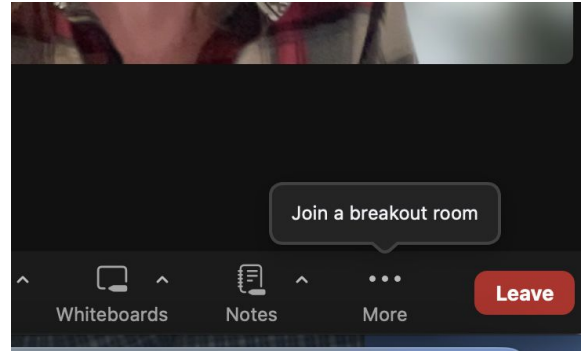 Join a breakout room
Whiteboards
Notes
More
Leave